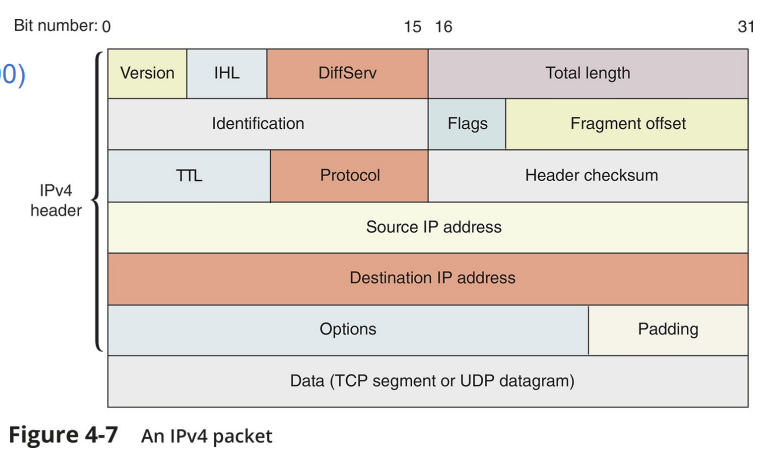 Bit number: 0 15 16 31
00)
Version IHL DiffServ Total length
Identification Flags Fragment offset
TTL Protocol Header checksum
IPv4
header
Source IP address
Destination IP address
Options Padding
Data (TCP segment or UDP datagram)
Figure 4-7 An IPv4 packet